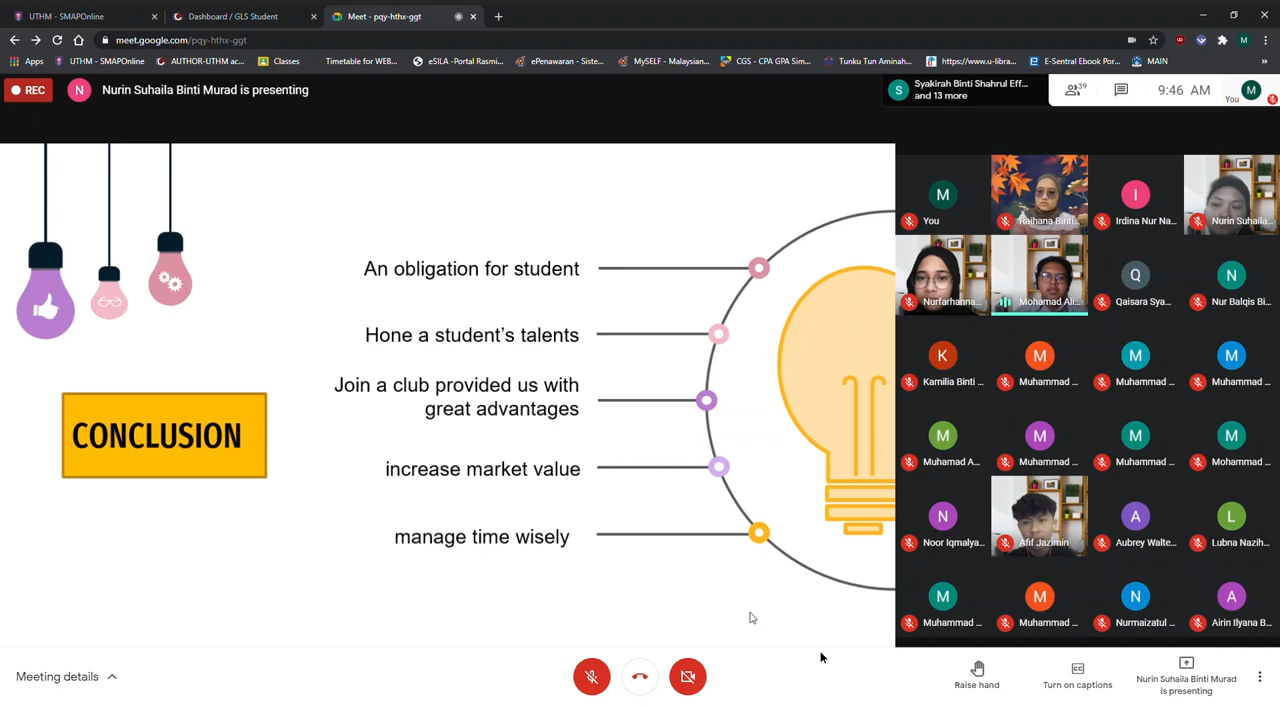 UTHM - SMAPOnline
Dashboard / GLS Student
Meet - pqy-hthx-ggt
meet.google.com/pqy-hthx-ggt
Apps
UTHM - SMAPOnline
AUTHOR-UTHM ac...
Classes
Timetable for WEB...
eSILA -Portal Rasmi...
ePenawaran - Siste...
MySELF - Malaysian...
CGS - CPA GPA Sim...
Tunku Tun Aminah...
https://www.u-libra...
E-Sentral Ebook Por...
MAIN
REC
N
Nurin Suhaila Binti Murad is presenting
S
Syakirah Binti Shahrul Eff...
and 13 more
39
9:46 AM
You
M
An obligation for student
Hone a student's talents
Join a club provided us with
great advantages
increase market value
manage time wisely
CONCLUSION
M
You
Raihana Binti...
I
Irdina Nur Na...
Nurin Suhaila...
Nurfarhanna...
Mohamad Ali...
Q
Qaisara Sya...
N
Nur Balqis Bi...
K
Kamilia Binti ...
M
Muhammad ...
M
Muhammad ...
M
Muhammad ...
M
Muhamad A...
M
Muhammad ...
M
Muhammad ...
M
Mohammad ...
N
Noor Iqmalya...
Afif Jazimin
A
Aubrey Walte...
L
Lubna Nazih...
M
Muhammad ...
M
Muhammad ...
N
Nurmaizatul ...
A
Airin Ilyana B...
Meeting details
Raise hand
Turn on captions
Nurin Suhaila Binti Murad
is presenting